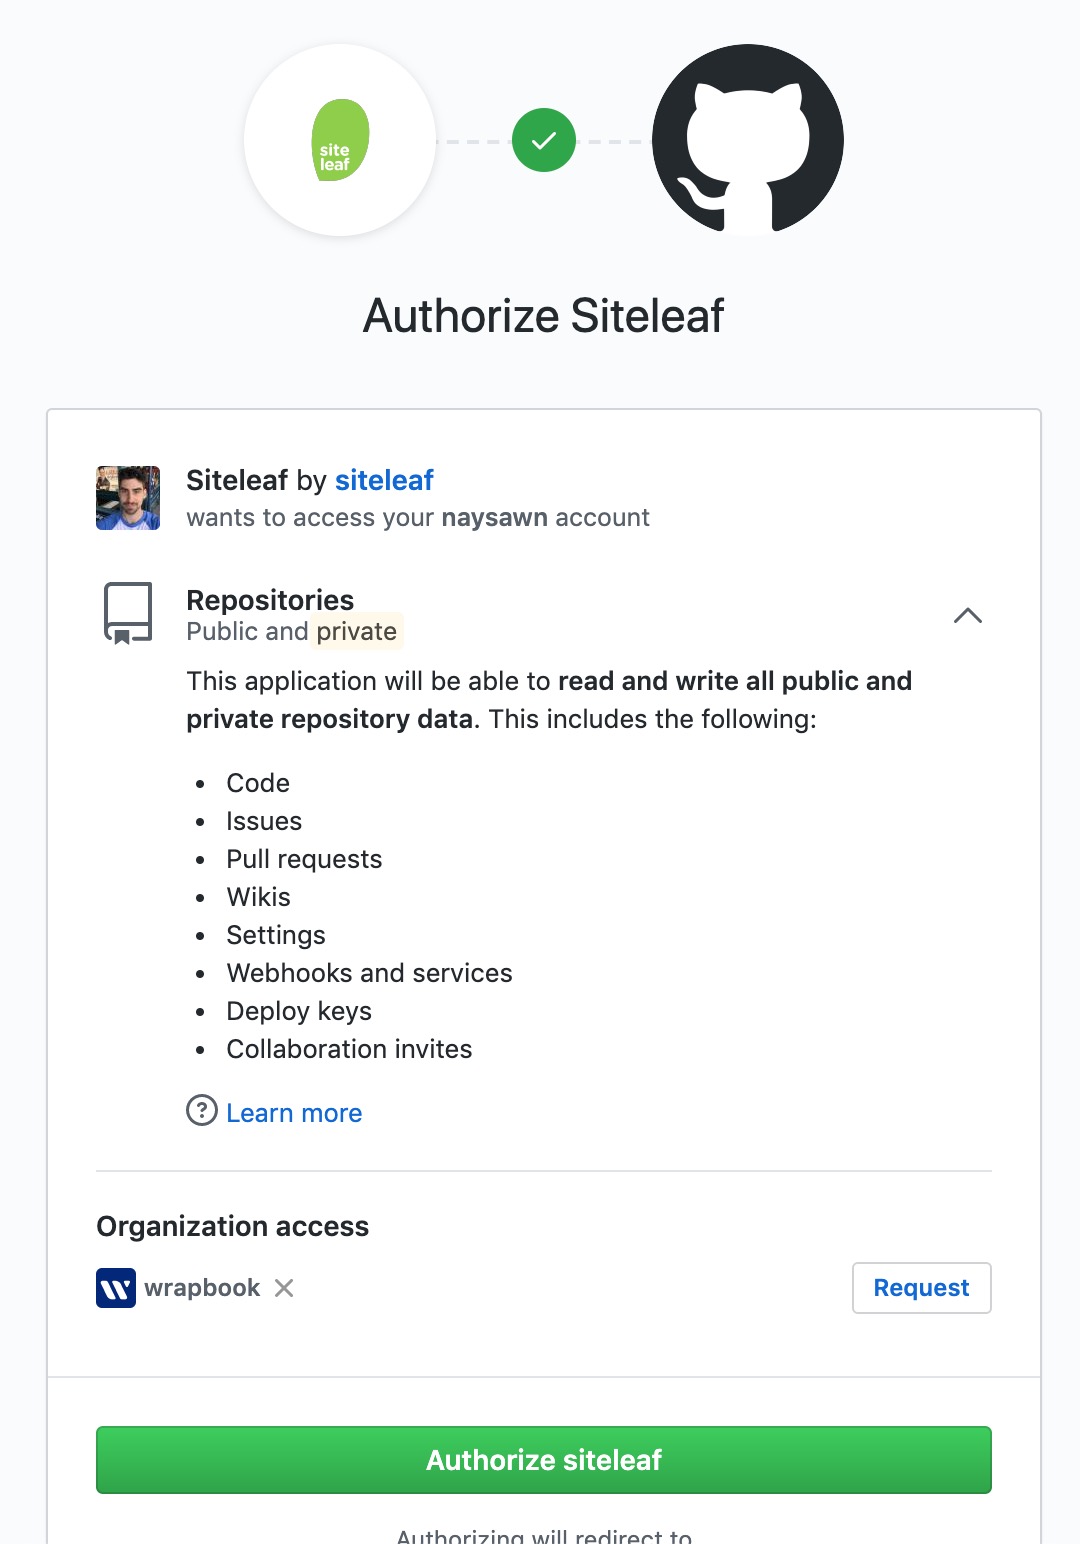 site
leaf
Authorize Siteleaf
Siteleaf by siteleaf
wants to access your naysawn account
Repositories
Public and private
This application will be able to read and write all public and
private repository data. This includes the following:
• Code
• Issues
• Pull requests
• Wikis
• Settings
• Webhooks and services
• Deploy keys
• Collaboration invites
? Learn more
Organization access
wrapbook
Request
Authorize siteleaf
Authorizing will redirect to